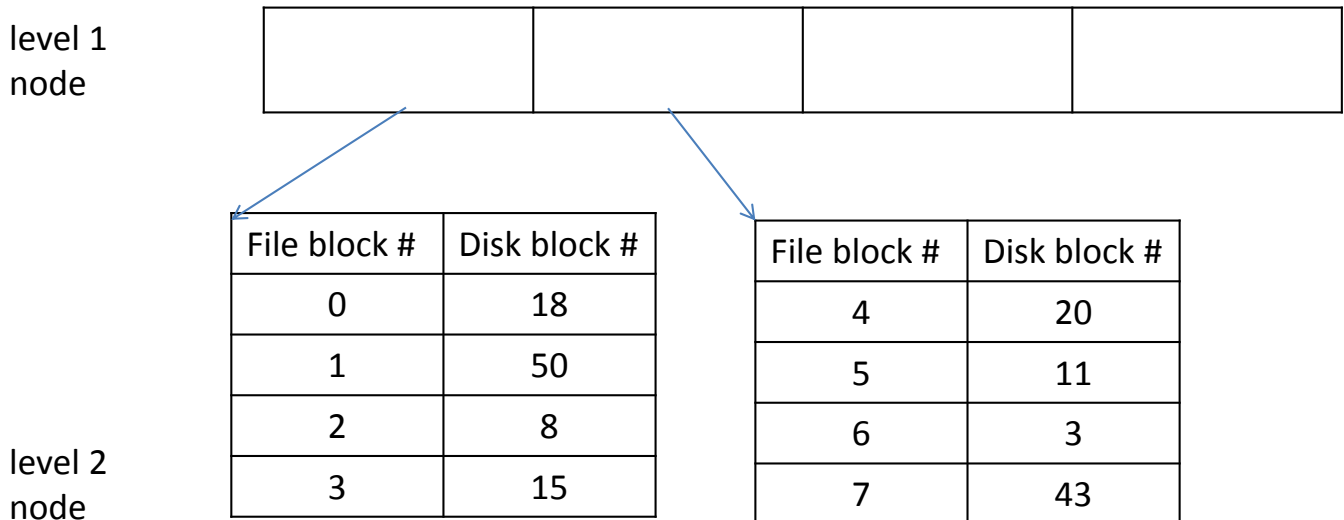 level 1
node
File block # Disk block #
0 18
1 50
2 8
3 15
File block # Disk block #
4 20
5 11
6 3
7 43
level 2
node